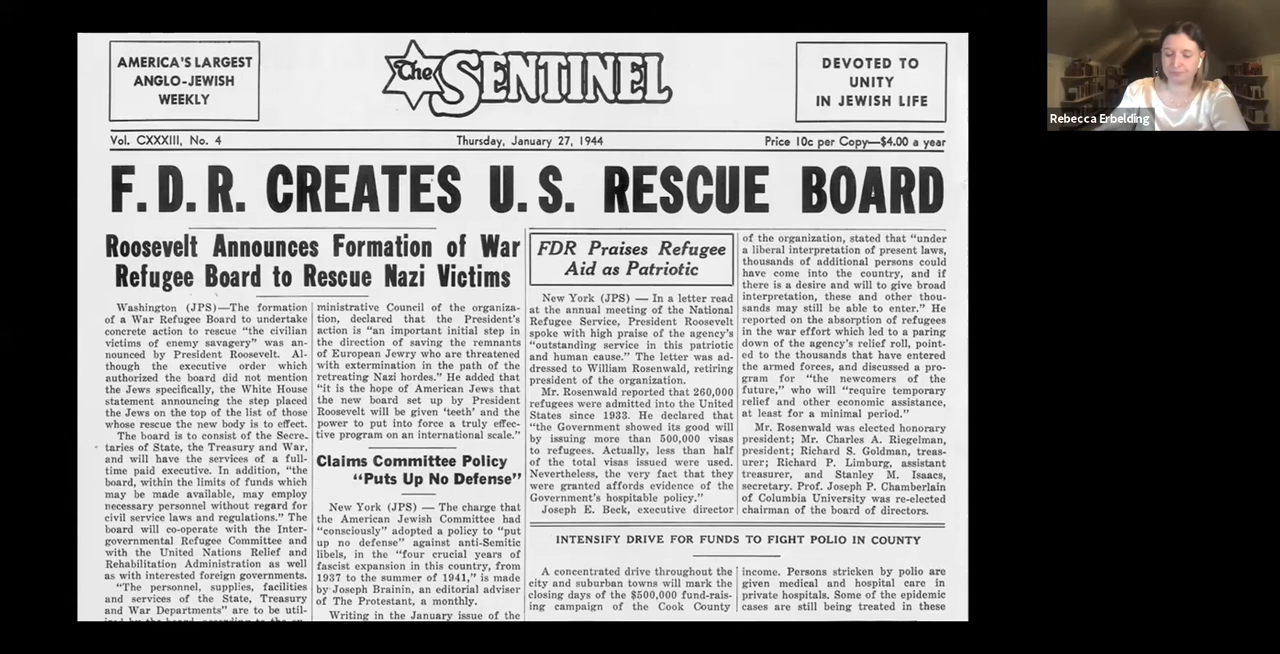 AMERICA'S LARGEST
ANGLO-JEWISH
WEEKLY
The SENTINEL
DEVOTED TO
UNITY
IN JEWISH LIFE
Vol. CXXXIII, No. 4
Thursday, January 27, 1944
Price 10c per Copy—$4.00 a year
F. D. R. CREATES U. S. RESCUE BOARD
Roosevelt Announces Formation of War
Refugee Board to Rescue Nazi Victims
Washington (JPS)—The formation
of a War Refugee Board to undertake
concrete action to rescue "the civilian
victims of enemy savagery" was an-
nounced by President Roosevelt. Al-
though the executive order which
authorized the board did not mention
the Jews specifically, the White House
statement announcing the step placed
the Jews on the top of the list of those
whose rescue the new body is to effect.
The board is to consist of the Secre-
taries of State, the Treasury and War,
and will have the services of a full-
time paid executive. In addition, "the
board, within the limits of funds which
may be made available, may employ
necessary personnel without regard for
civil service laws and regulations." The
board will co-operate with the Inter-
governmental Refugee Committee and
with the United Nations Relief and
Rehabilitation Administration as well
as with interested foreign governments.
"The personnel, supplies, facilities
and services of the State, Treasury
and War Departments" are to be util-
ministrative Council of the organiza-
tion, declared that the President's
action is "an important initial step in
the direction of saving the remnants
of European Jewry who are threatened
with extermination in the path of the
retreating Nazi hordes." He added that
"it is the hope of American Jews that
the new board set up by President
Roosevelt will be given 'teeth' and the
power to put into force a truly effec-
tive program on an international scale."
Claims Committee Policy
"Puts Up No Defense"
New York (JPS) — The charge that
the American Jewish Committee had
"consciously" adopted a policy to "put
up no defense" against anti-Semitic
libels, in the "four crucial years of
fascist expansion in this country, from
1937 to the summer of 1941," is made
by Joseph Brainin, an editorial adviser
of The Protestant, a monthly.
Writing in the January issue of the
FDR Praises Refugee
Aid as Patriotic
New York (JPS) — In a letter read
at the annual meeting of the National
Refugee Service, President Roosevelt
spoke with high praise of the agency's
"outstanding service in this patriotic
and human cause." The letter was ad-
dressed to William Rosenwald, retiring
president of the organization.
Mr. Rosenwald reported that 260,000
refugees were admitted into the United
States since 1933. He declared that
"the Government showed its good will
by issuing more than 500,000 visas
to refugees. Actually, less than half
of the total visas issued were used.
Nevertheless, the very fact that they
were granted affords evidence of the
Government's hospitable policy."
Joseph E. Beck, executive director
of the organization, stated that "under
a liberal interpretation of present laws,
thousands of additional persons could
have come into the country, and if
there is a desire and will to give broad
interpretation, these and other thou-
sands may still be able to enter." He
reported on the absorption of refugees
in the war effort which led to a paring
down of the agency's relief roll, point-
ed to the thousands that have entered
the armed forces, and discussed a pro-
gram for "the newcomers of the
future," who will "require temporary
relief and other economic assistance,
at least for a minimal period."
Mr. Rosenwald was elected honorary
president; Mr. Charles A. Riegelman,
president; Richard S. Goldman, treas-
urer; Richard P. Limburg, assistant
treasurer, and Stanley M. Isaacs,
secretary. Prof. Joseph P. Chamberlain
of Columbia University was re-elected
chairman of the board of directors.
INTENSIFY DRIVE FOR FUNDS TO FIGHT POLIO IN COUNTY
A concentrated drive throughout the
city and suburban towns will mark the
closing days of the $500,000 fund-rais-
ing campaign of the Cook County
income. Persons stricken by polio are
given medical and hospital care in
private hospitals. Some of the epidemic
cases are still being treated in these
Rebecca Erbelding